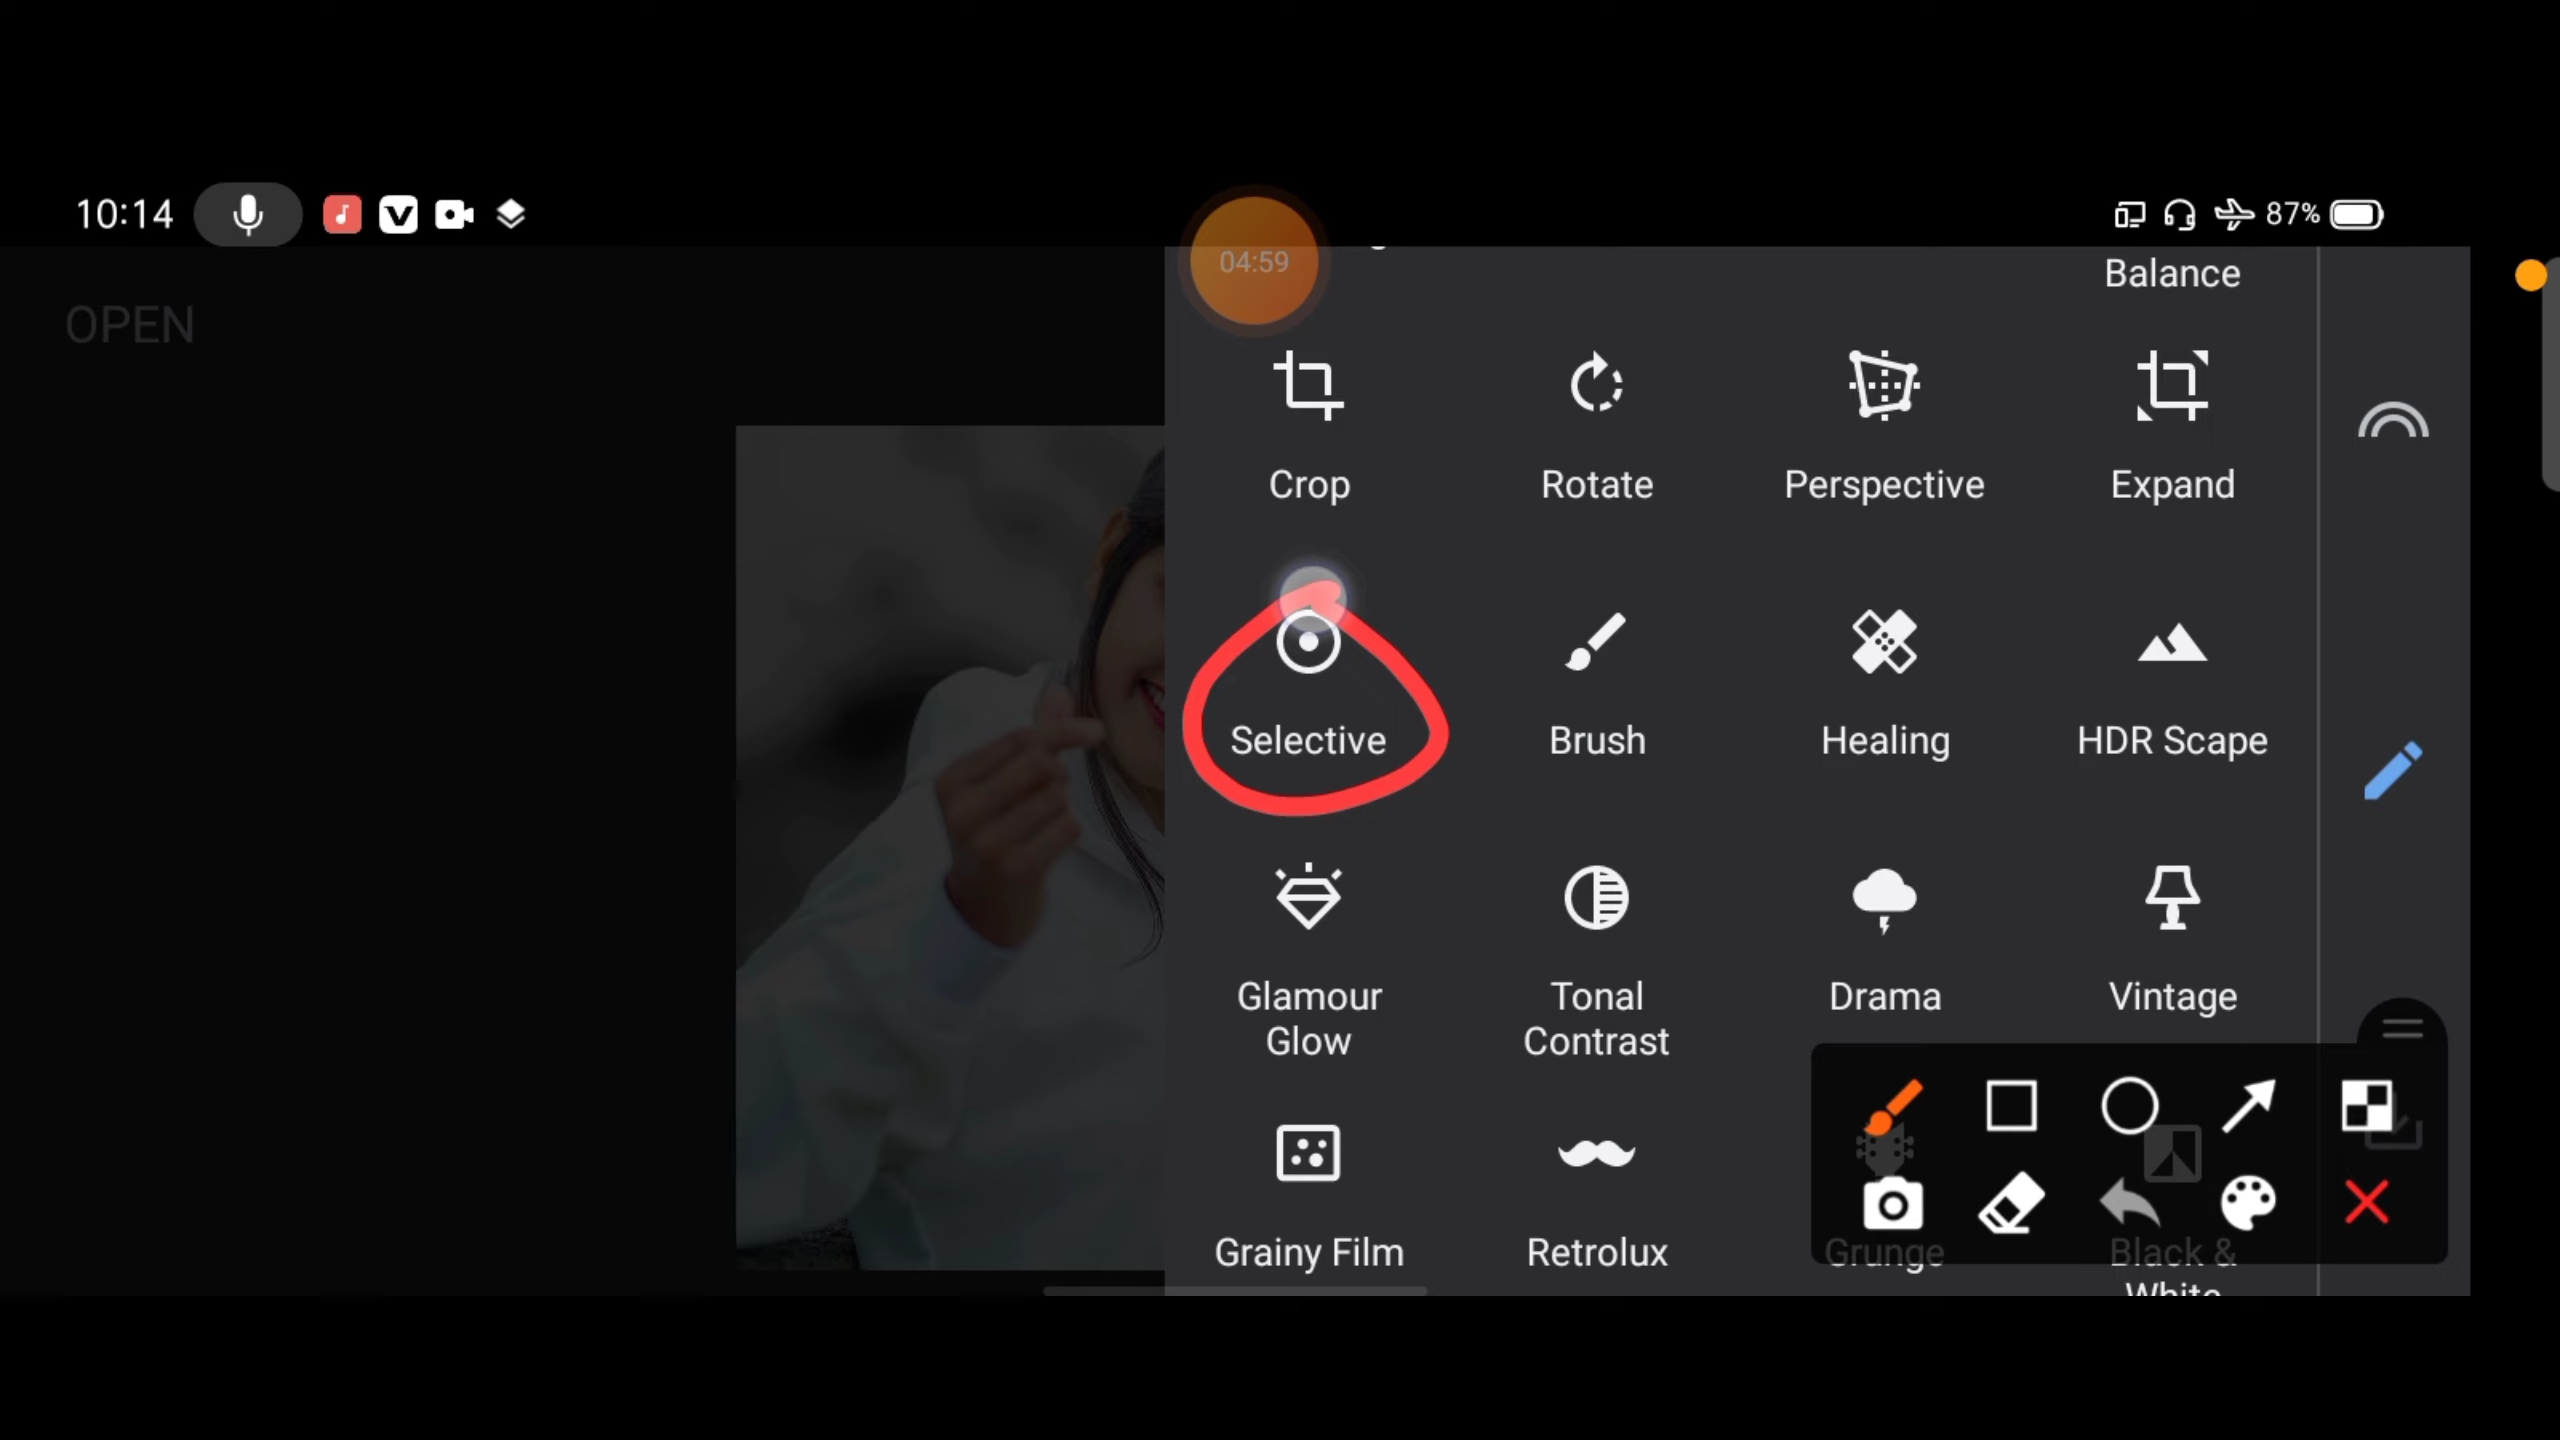 10:14
87%
04:59
OPEN
Balance
Crop
Rotate
Perspective
Expand
Selective
Brush
Healing
HDR Scape
Glamour
Glow
Tonal
Contrast
Drama
Vintage
Grainy Film
Retrolux
Grunge
Black &
White